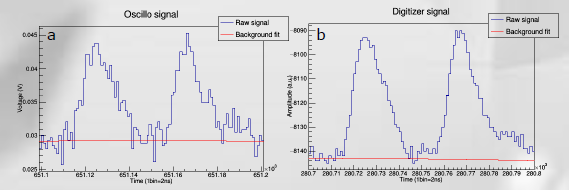 Oscillo signal
a
Raw signal
Background fit
Voltage (V)
0.045
0.04
0.035
0.03
0.025
651.1 651.12 651.14 651.16 651.18 651.2
×10³
Time (1bin=2ns)
Digitizer signal
b
Raw signal
Background fit
Amplitude (a.u.)
−8090
−8100
−8110
−8120
−8130
−8140
−8150
280.7 280.71 280.72 280.73 280.74 280.75 280.76 280.77 280.78 280.79 280.8
×10³
Time (1bin=2ns)